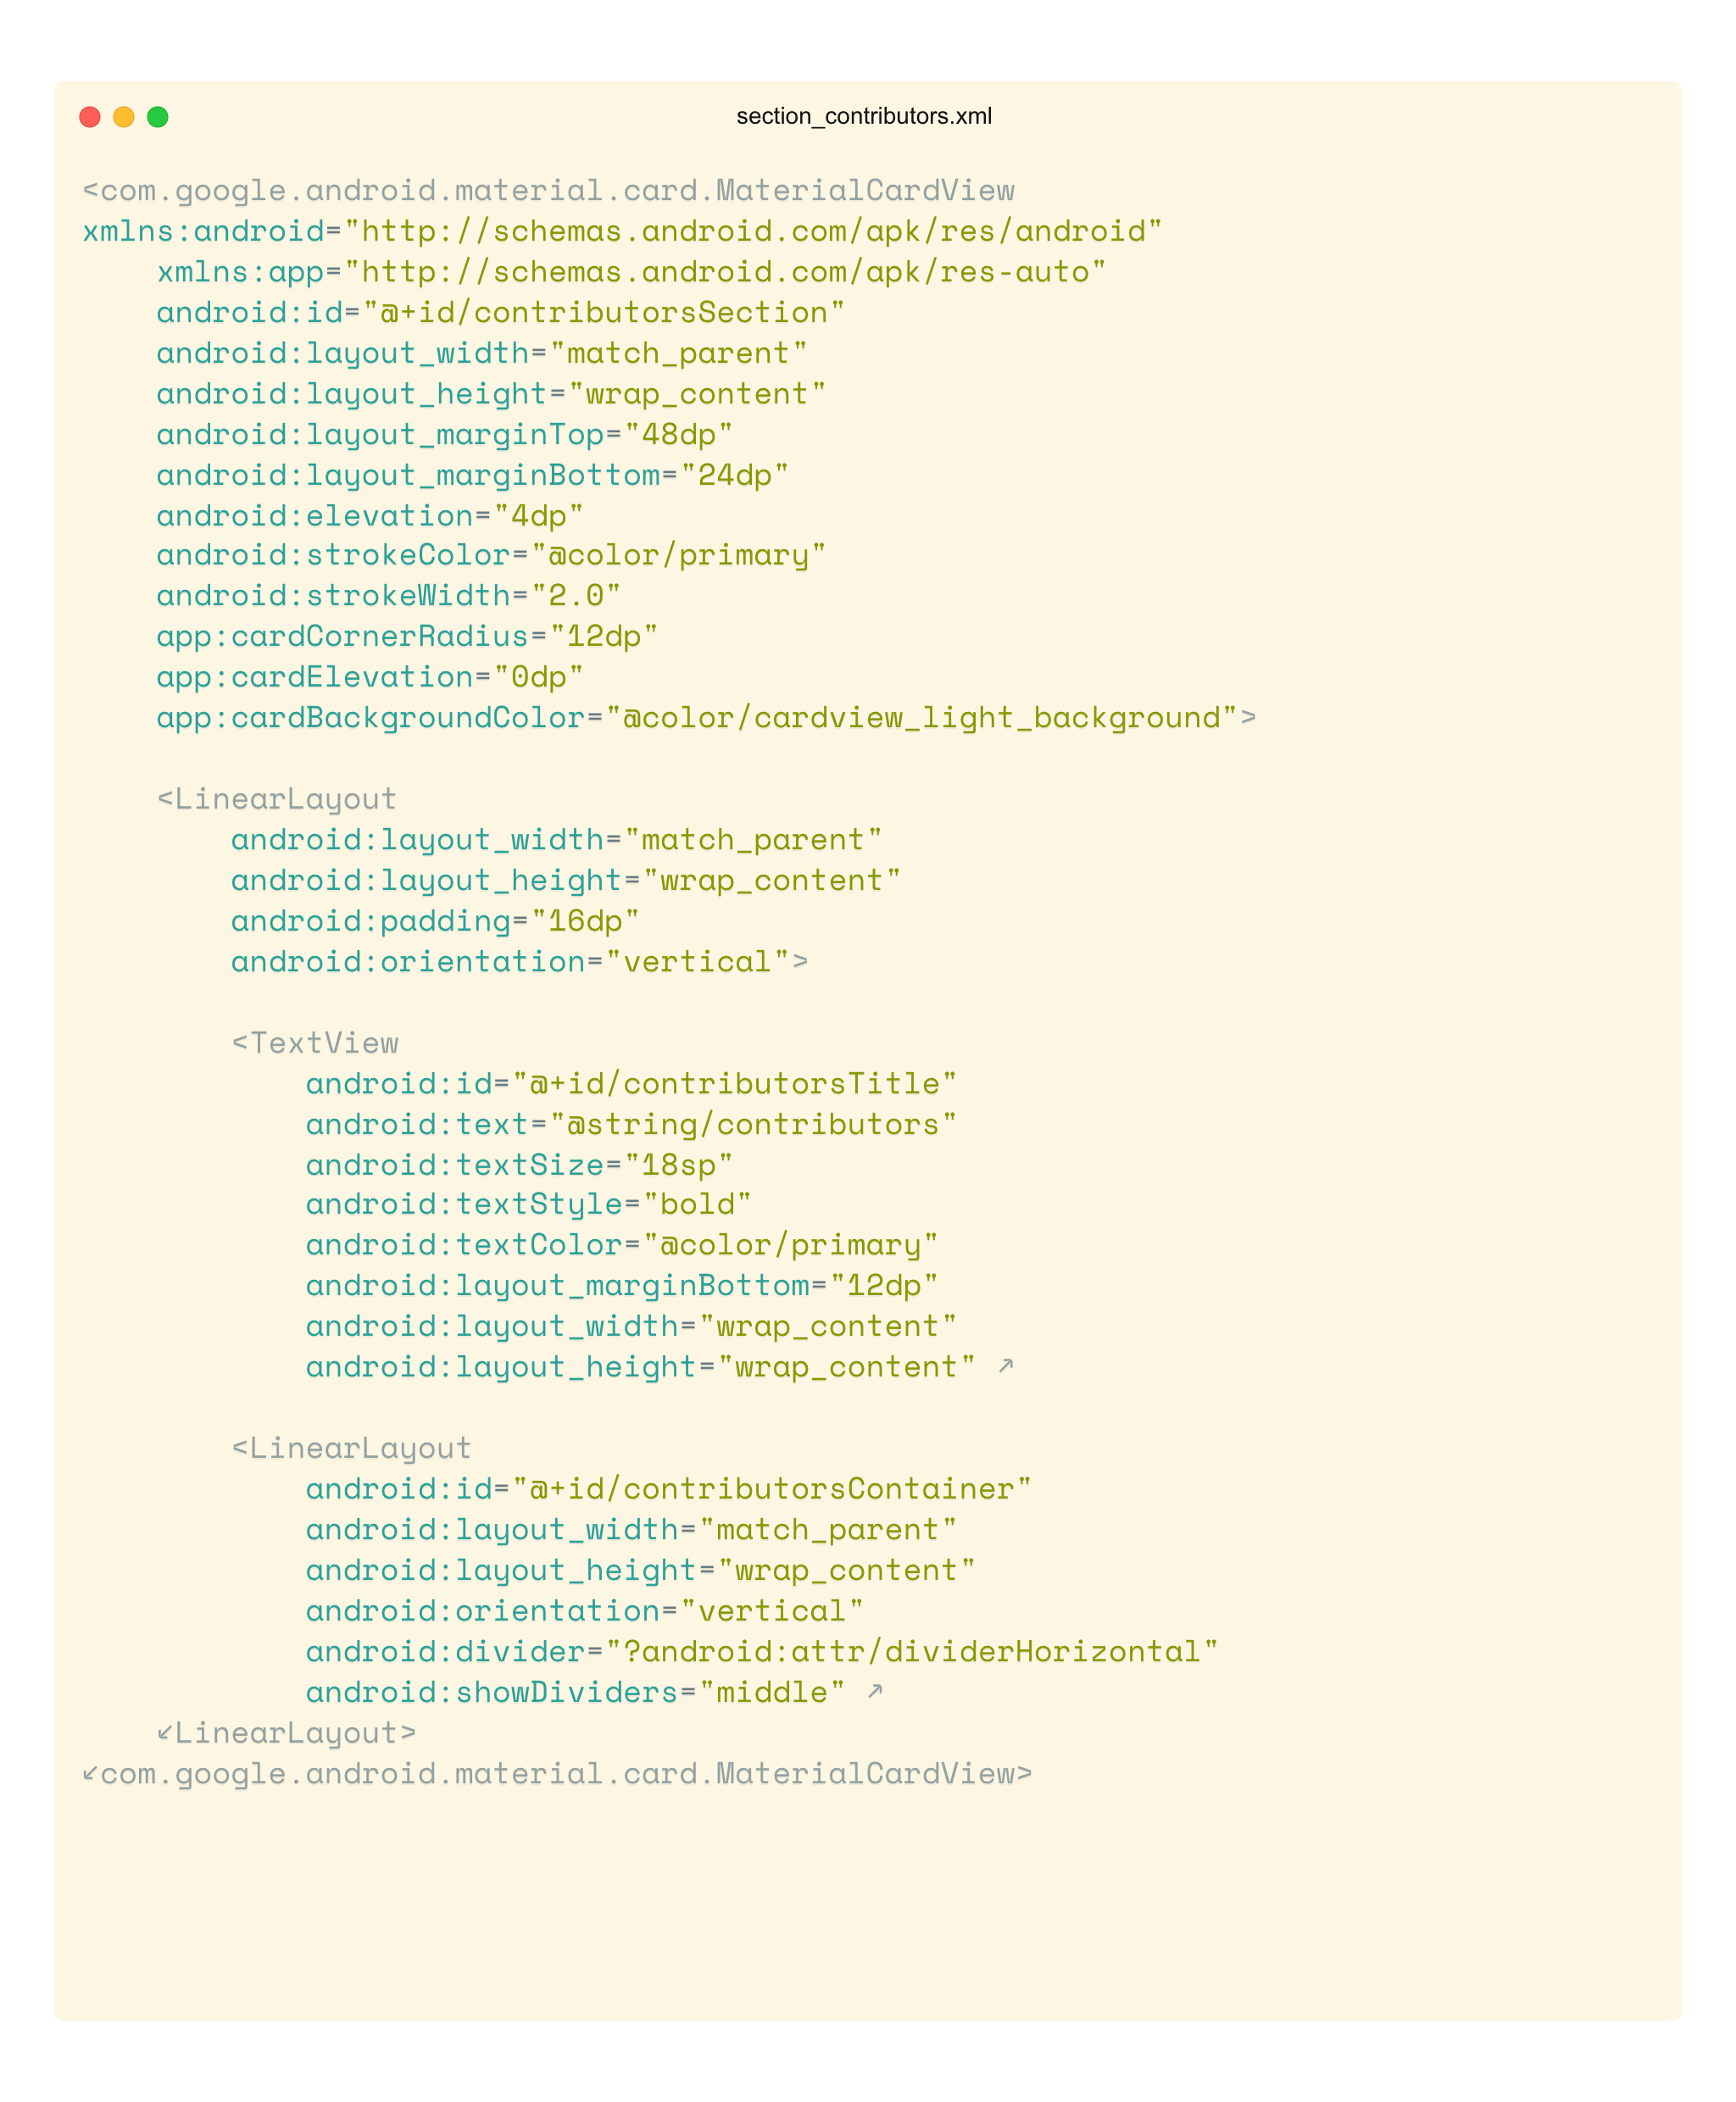 section_contributors.xml
<com.google.android.material.card.MaterialCardView
xmlns:android="http://schemas.android.com/apk/res/android"
    xmlns:app="http://schemas.android.com/apk/res-auto"
    android:id="@+id/contributorsSection"
    android:layout_width="match_parent"
    android:layout_height="wrap_content"
    android:layout_marginTop="48dp"
    android:layout_marginBottom="24dp"
    android:elevation="4dp"
    android:strokeColor="@color/primary"
    android:strokeWidth="2.0"
    app:cardCornerRadius="12dp"
    app:cardElevation="0dp"
    app:cardBackgroundColor="@color/cardview_light_background">
    <LinearLayout
        android:layout_width="match_parent"
        android:layout_height="wrap_content"
        android:padding="16dp"
        android:orientation="vertical">
        <TextView
            android:id="@+id/contributorsTitle"
            android:text="@string/contributors"
            android:textSize="18sp"
            android:textStyle="bold"
            android:textColor="@color/primary"
            android:layout_marginBottom="12dp"
            android:layout_width="wrap_content"
            android:layout_height="wrap_content" ↗
        <LinearLayout
            android:id="@+id/contributorsContainer"
            android:layout_width="match_parent"
            android:layout_height="wrap_content"
            android:orientation="vertical"
            android:divider="?android:attr/dividerHorizontal"
            android:showDividers="middle" ↗
    ↙LinearLayout>
↙com.google.android.material.card.MaterialCardView>